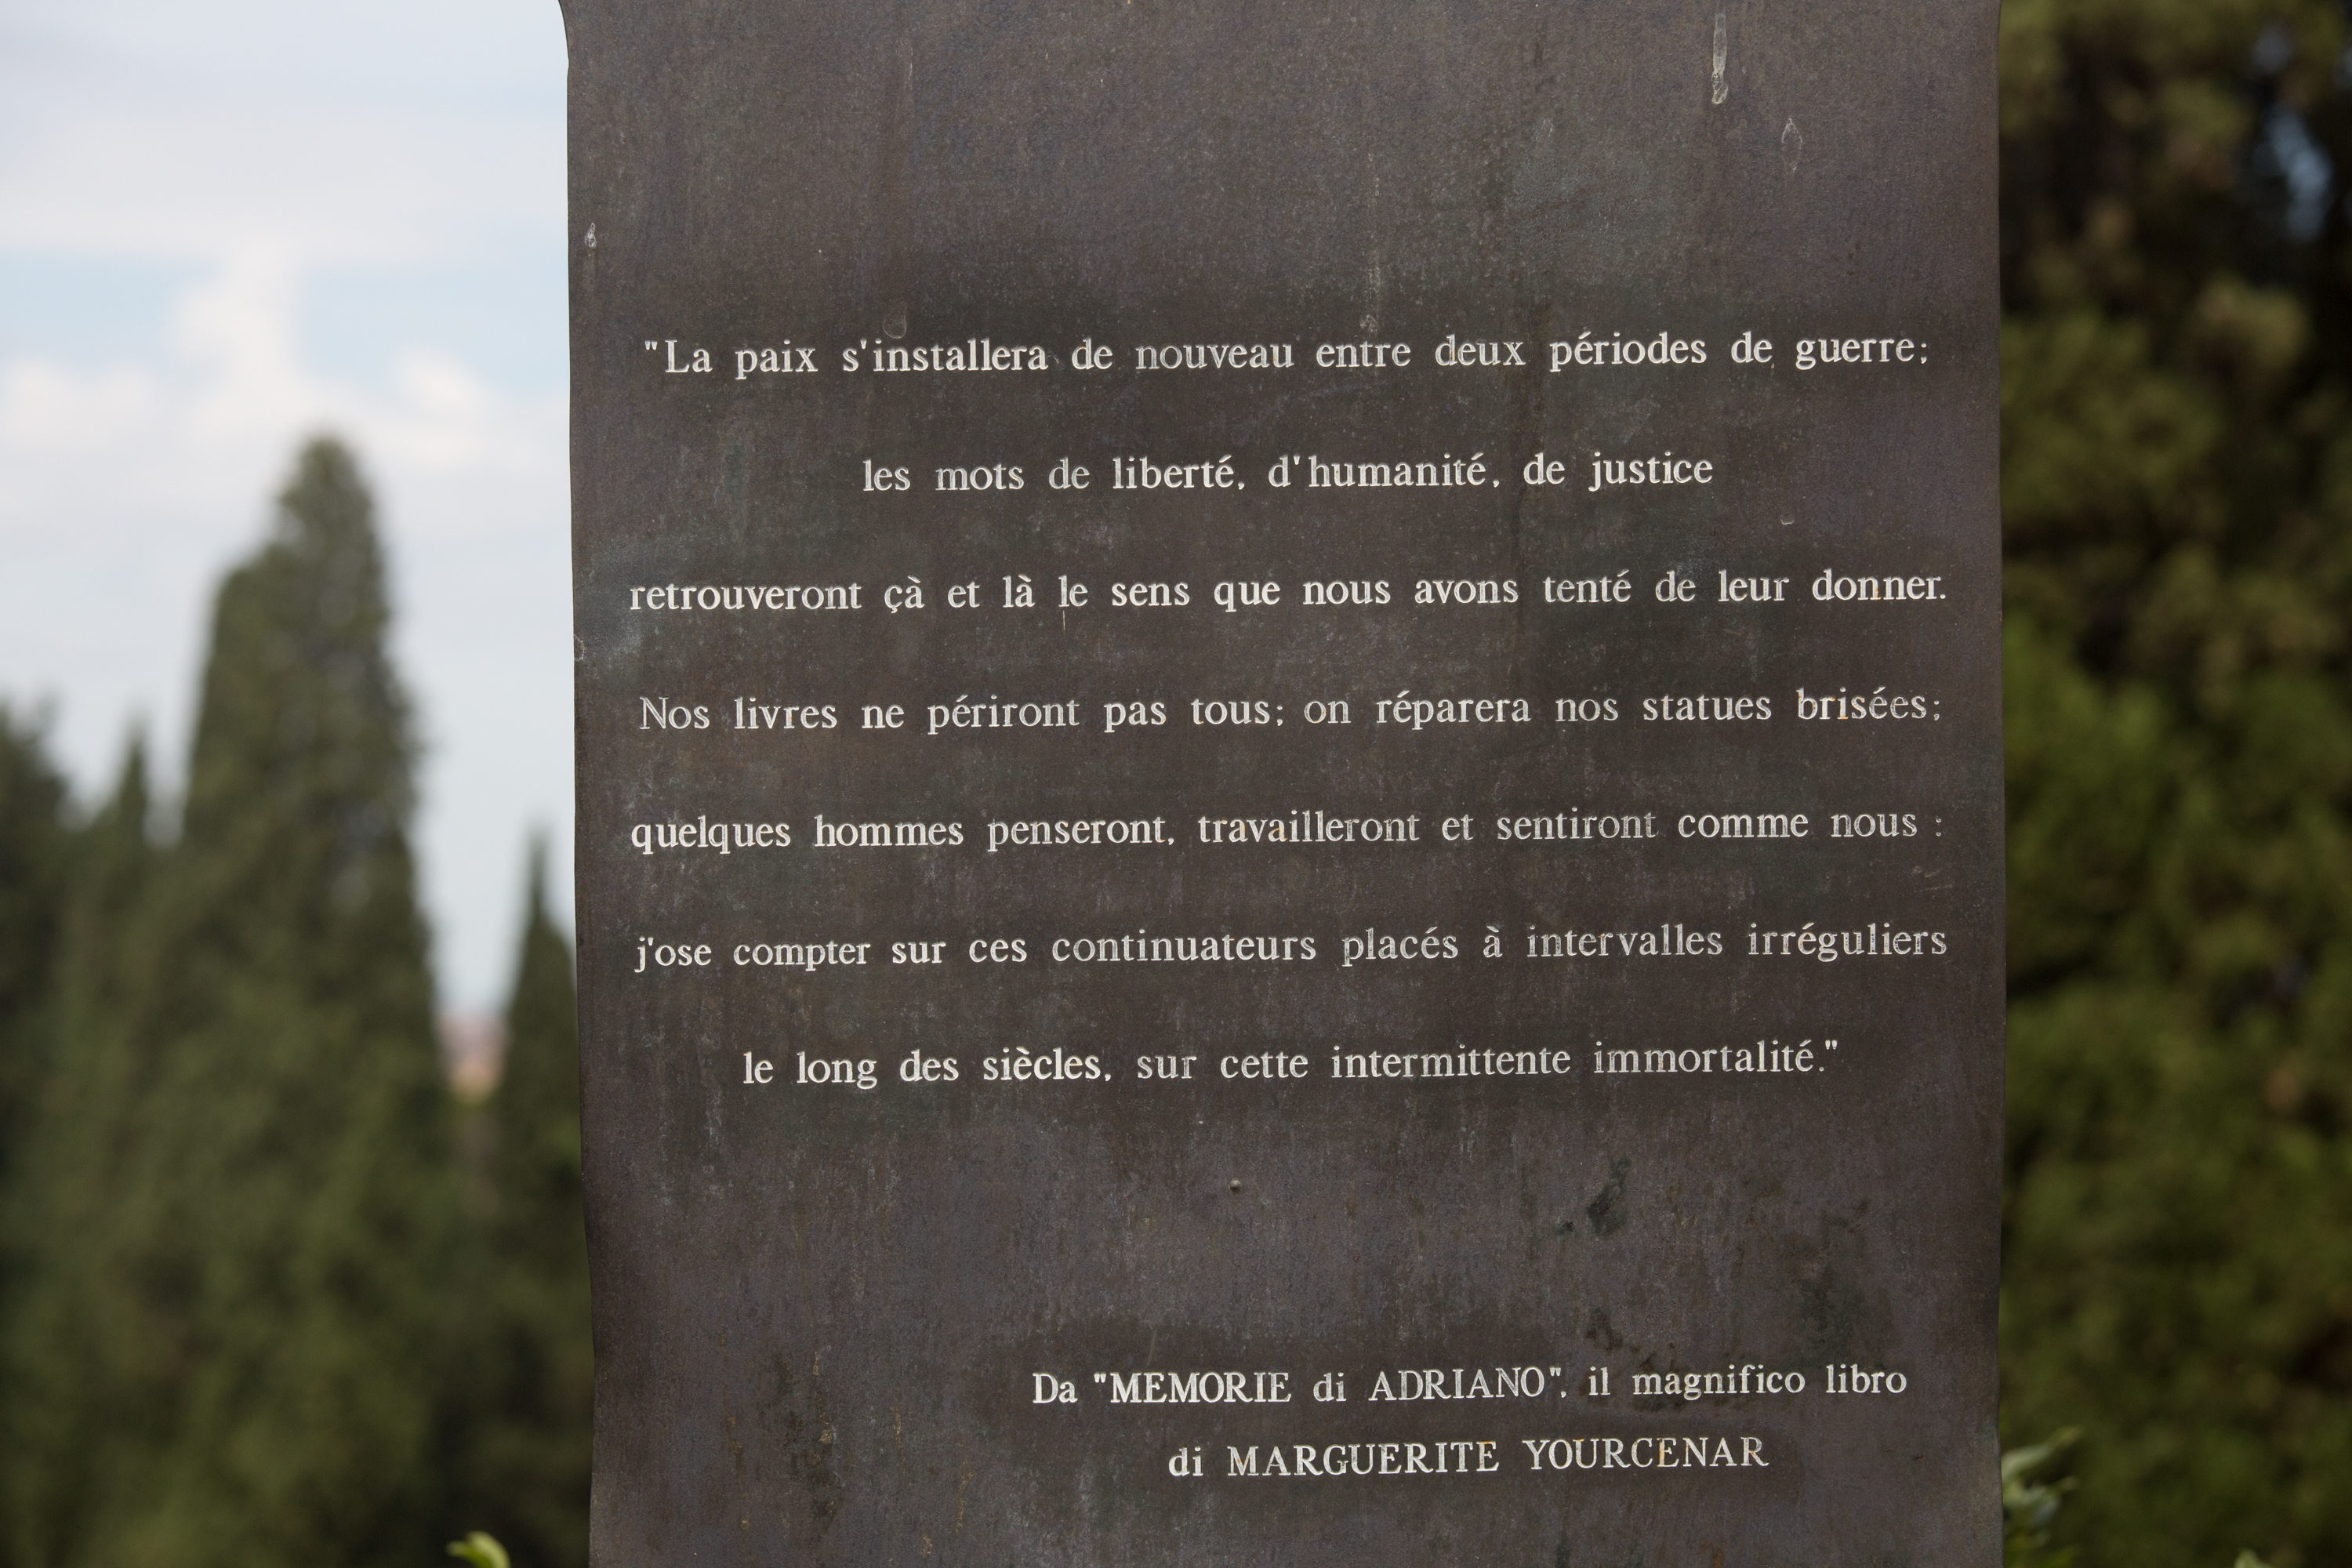 "La paix s'installera de nouveau entre deux périodes de guerre;
les mots de liberté, d'humanité, de justice
retrouveront çà et là le sens que nous avons tenté de leur donner.
Nos livres ne périront pas tous; on réparera nos statues brisées;
quelques hommes penseront, travailleront et sentiront comme nous :
j'ose compter sur ces continuateurs placés à intervalles irréguliers
le long des siècles, sur cette intermittente immortalité."
Da "MEMORIE di ADRIANO", il magnifico libro
di MARGUERITE YOURCENAR